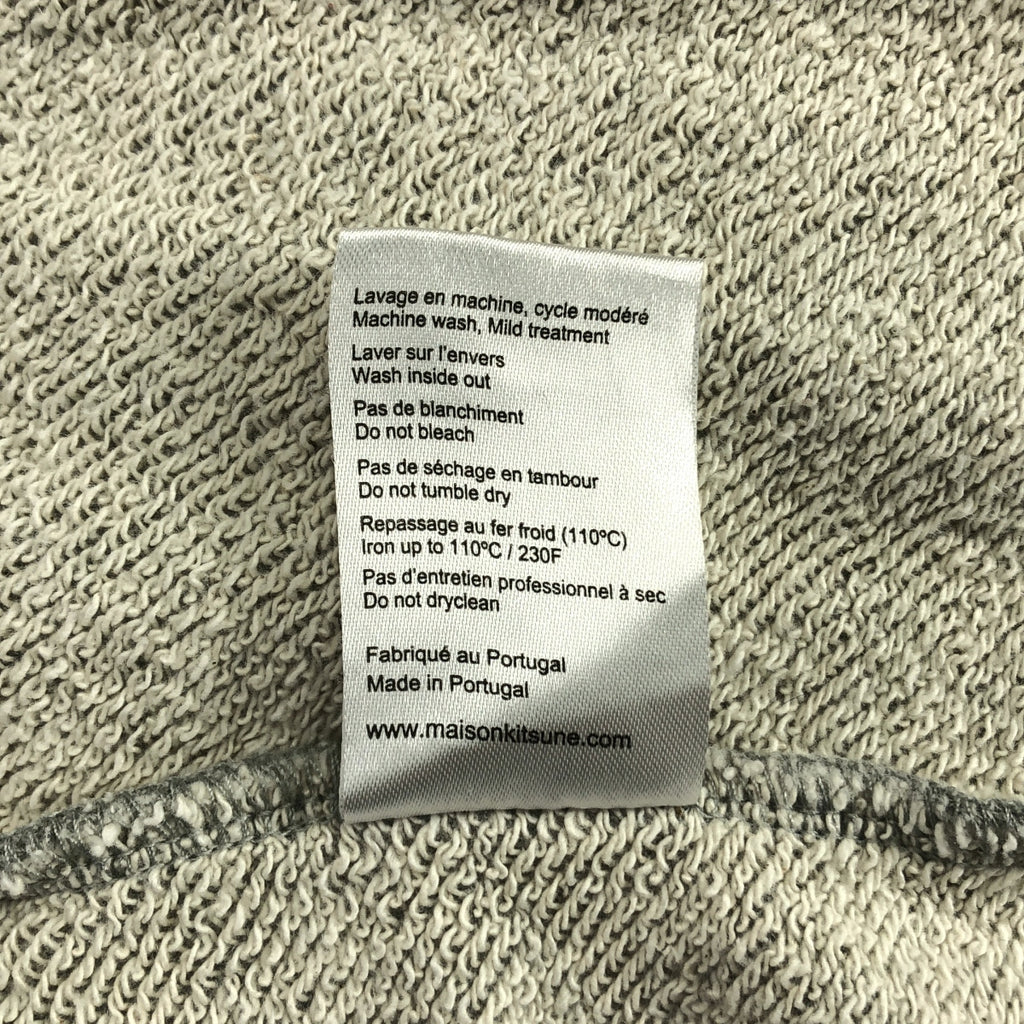 Lavage en machine, cycle modéré
Machine wash, Mild treatment
Laver sur l'envers
Wash inside out
Pas de blanchiment
Do not bleach
Pas de séchage en tambour
Do not tumble dry
Repassage au fer froid (110ºC)
Iron up to 110ºC / 230F
Pas d'entretien professionnel à sec
Do not dryclean
Fabriqué au Portugal
Made in Portugal
www.maisonkitsune.com